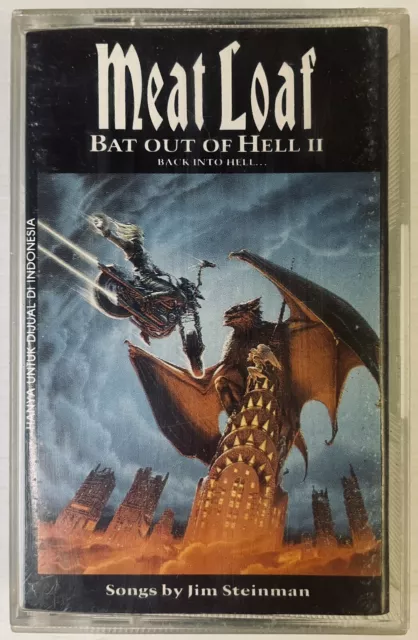 Meat Loaf
BAT OUT OF HELL II
BACK INTO HELL...
HANYA UNTUK DIJUAL DI INDONESIA
Songs by Jim Steinman